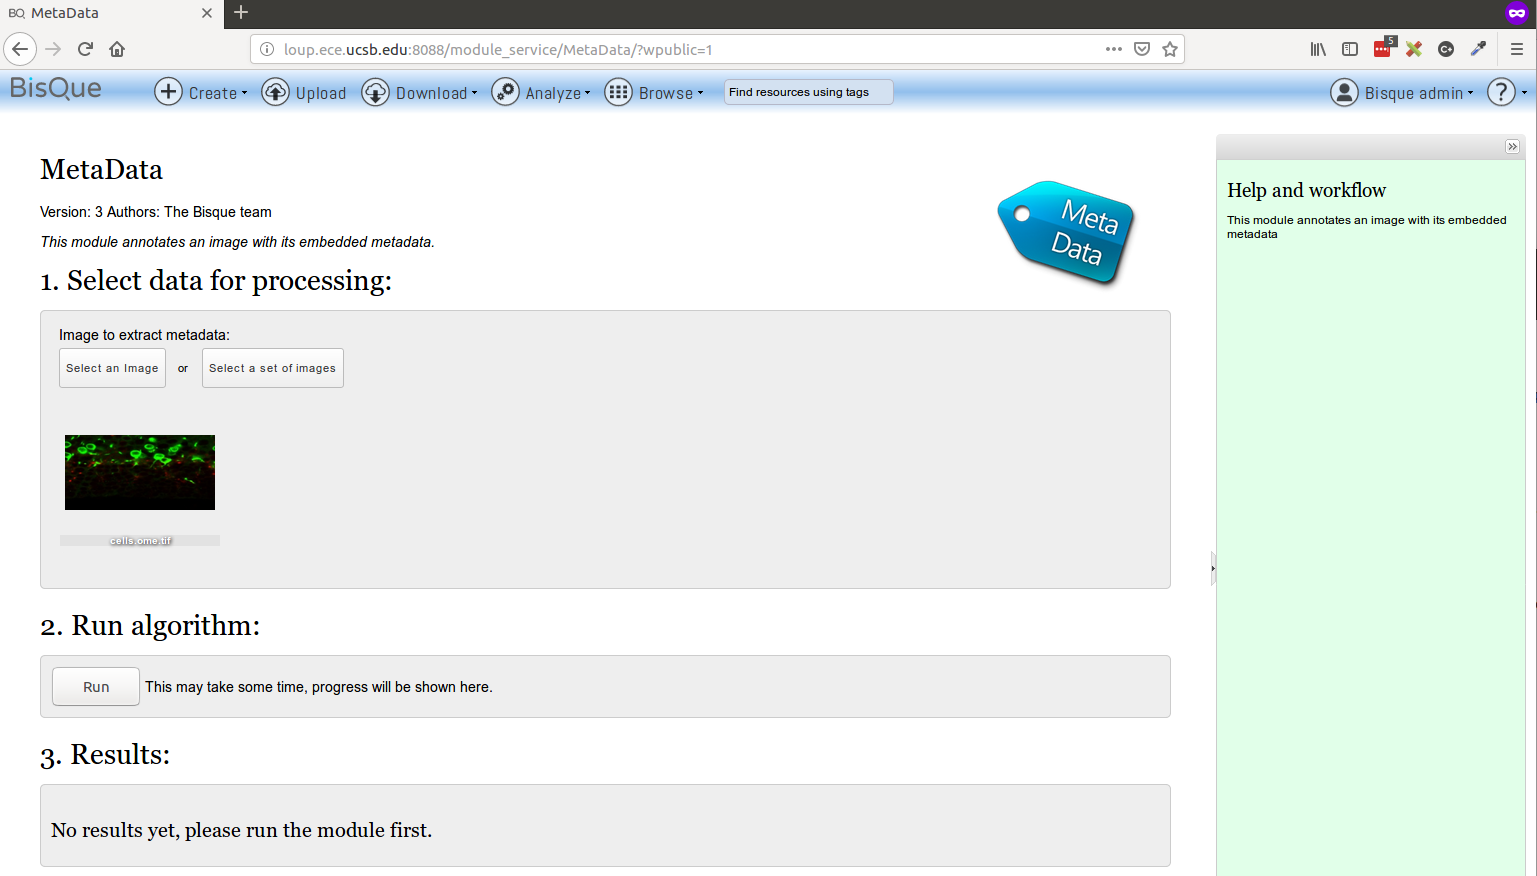 BQ MetaData
loup.ece.ucsb.edu:8088/module_service/MetaData/?wpublic=1
5
BisQue
Create
Upload
Download
Analyze
Browse
Find resources using tags
Bisque admin
?
MetaData
Version: 3 Authors: The Bisque team
This module annotates an image with its embedded metadata.
Meta
Data
1. Select data for processing:
Image to extract metadata:
Select an Image or Select a set of images
cells.ome.tif
2. Run algorithm:
Run This may take some time, progress will be shown here.
3. Results:
No results yet, please run the module first.
Help and workflow
This module annotates an image with its embedded
metadata